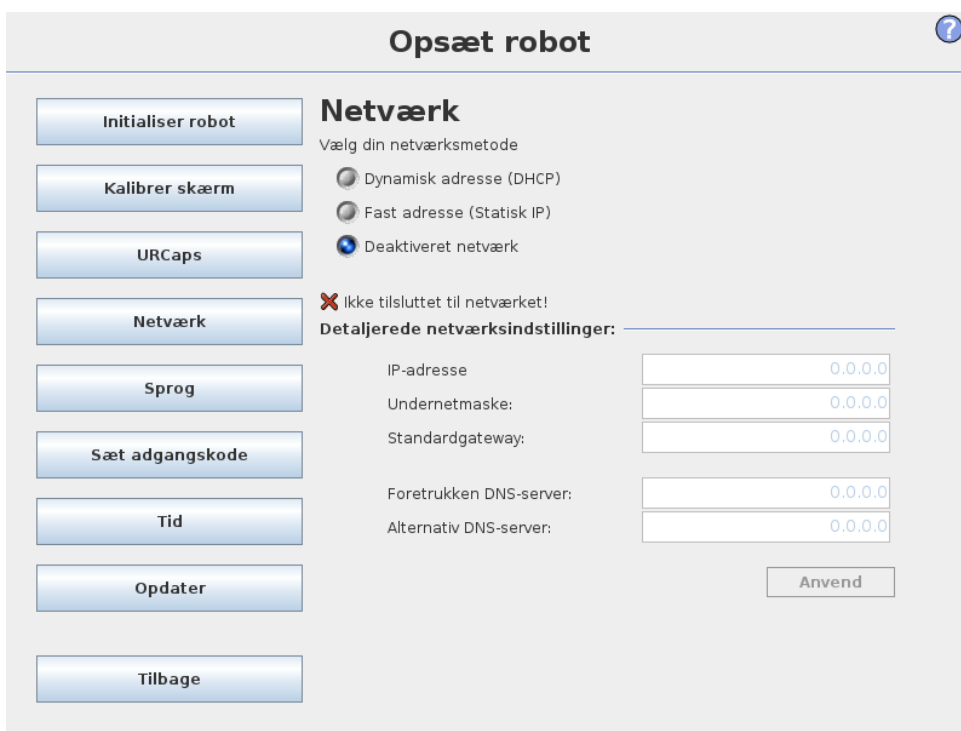 Opsæt robot
?
Initialiser robot
Kalibrer skærm
URCaps
Netværk
Sprog
Sæt adgangskode
Tid
Opdater
Tilbage
Netværk
Vælg din netværksmetode
Dynamisk adresse (DHCP)
Fast adresse (Statisk IP)
Deaktiveret netværk
Ikke tilsluttet til netværket!
Detaljerede netværksindstillinger:
IP-adresse 0.0.0.0
Undernetmaske: 0.0.0.0
Standardgateway: 0.0.0.0
Foretrukken DNS-server: 0.0.0.0
Alternativ DNS-server: 0.0.0.0
Anvend